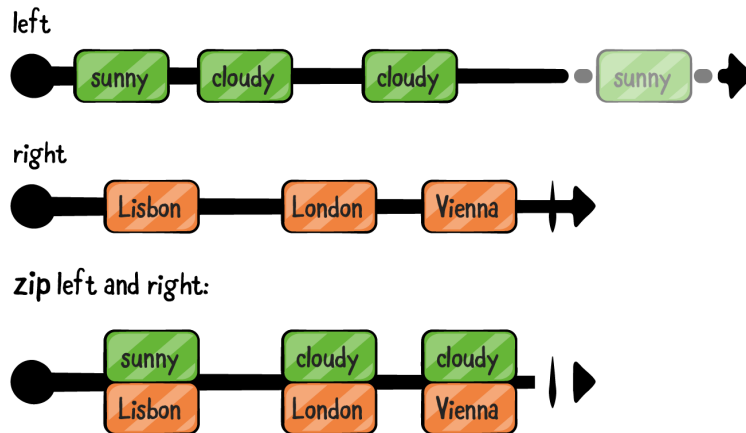 left
sunny cloudy cloudy sunny
right
Lisbon London Vienna
zip left and right:
sunny cloudy cloudy
Lisbon London Vienna